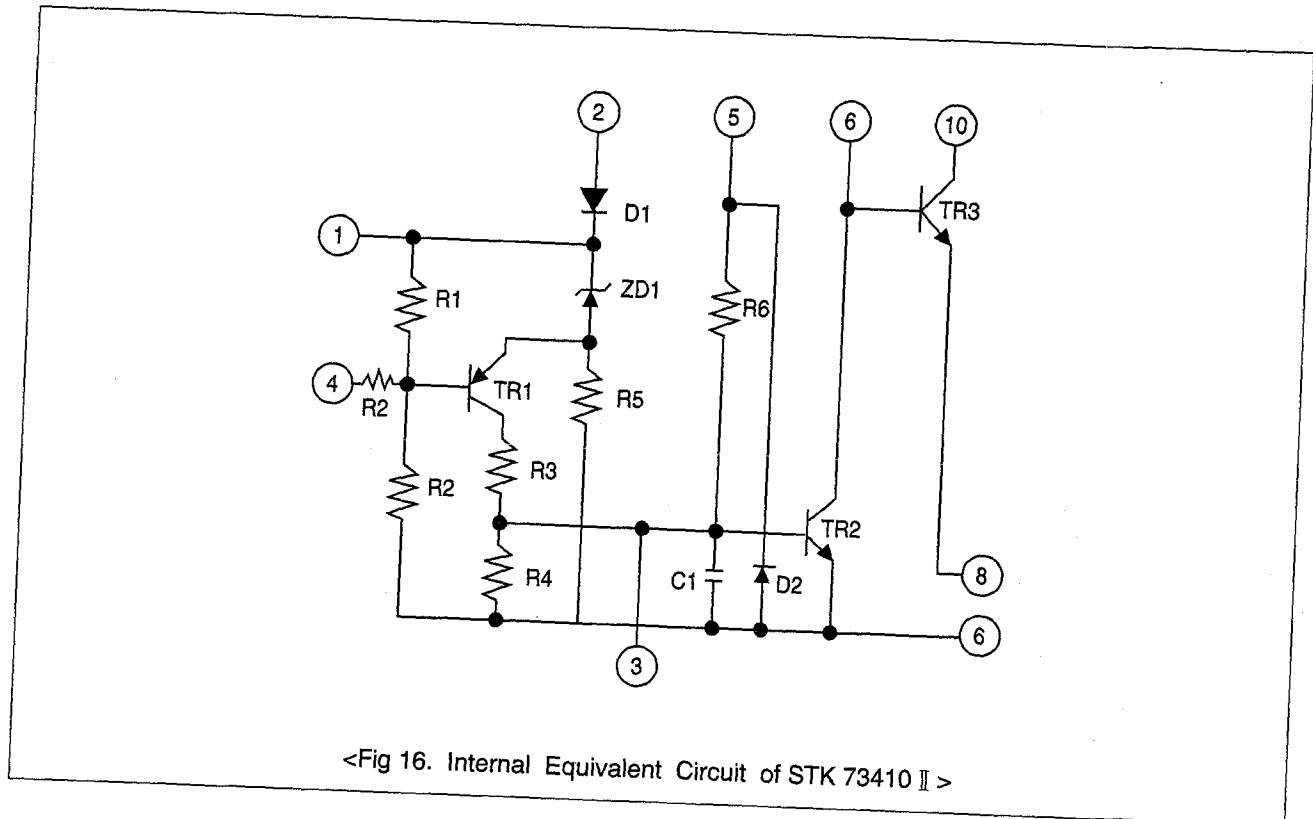 2
5
6
10
D1
TR3
1
ZD1
R1
R6
4
R2
TR1
R5
R3
R2
TR2
R4
C1
D2
8
6
3
<Fig 16. Internal Equivalent Circuit of STK 73410 Ⅱ >